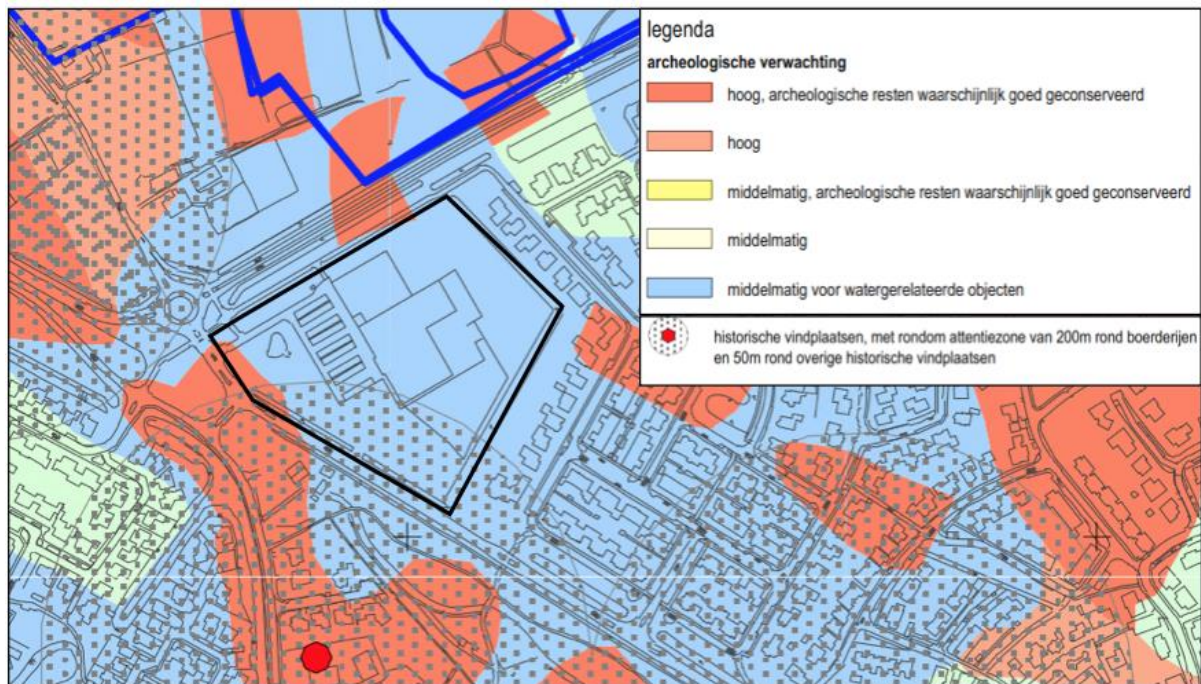 legenda
archeologische verwachting
hoog, archeologische resten waarschijnlijk goed geconserveerd
hoog
middelmatig, archeologische resten waarschijnlijk goed geconserveerd
middelmatig
middelmatig voor watergerelateerde objecten
historische vindplaatsen, met rondom attentiezone van 200m rond boerderijen
en 50m rond overige historische vindplaatsen